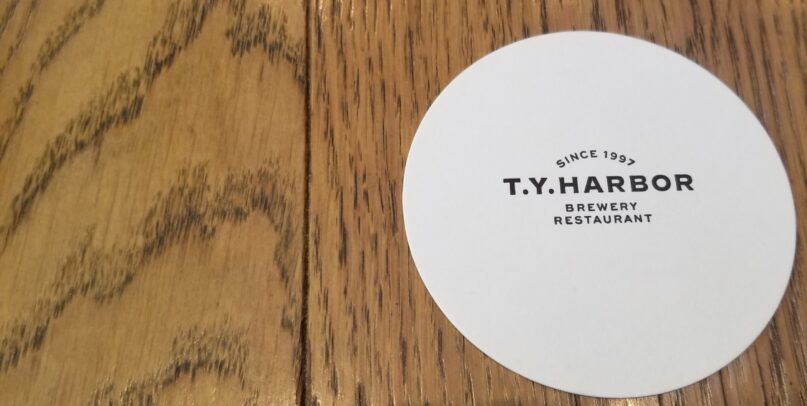 SINCE 1997
T.Y.HARBOR
BREWERY
RESTAURANT